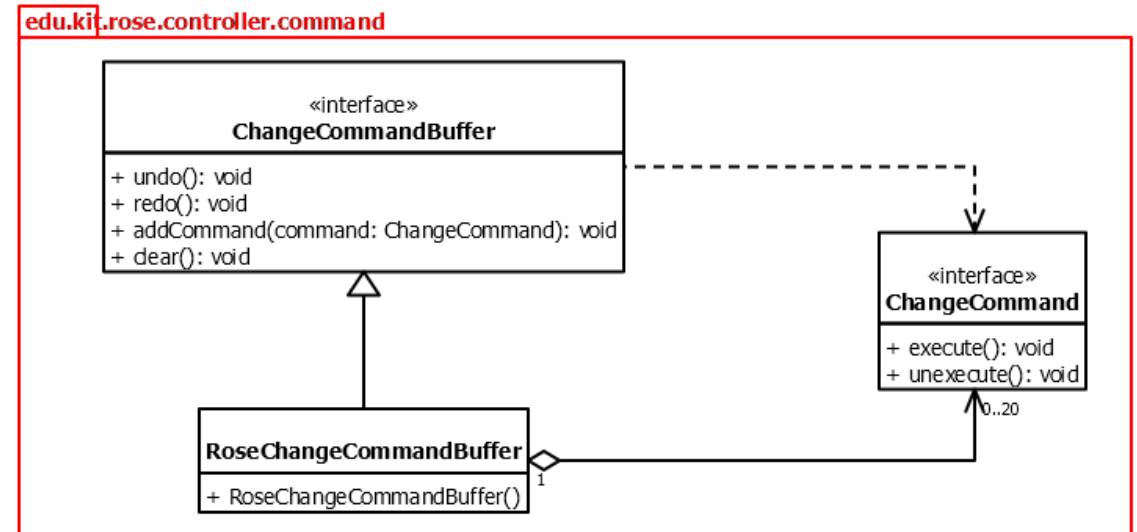 edu.kit.rose.controller.command
«interface»
ChangeCommandBuffer
+ undo(): void
+ redo(): void
+ addCommand(command: ChangeCommand): void
+ clear(): void
«interface»
ChangeCommand
+ execute(): void
+ unexecute(): void
0..20
RoseChangeCommandBuffer
1
+ RoseChangeCommandBuffer()